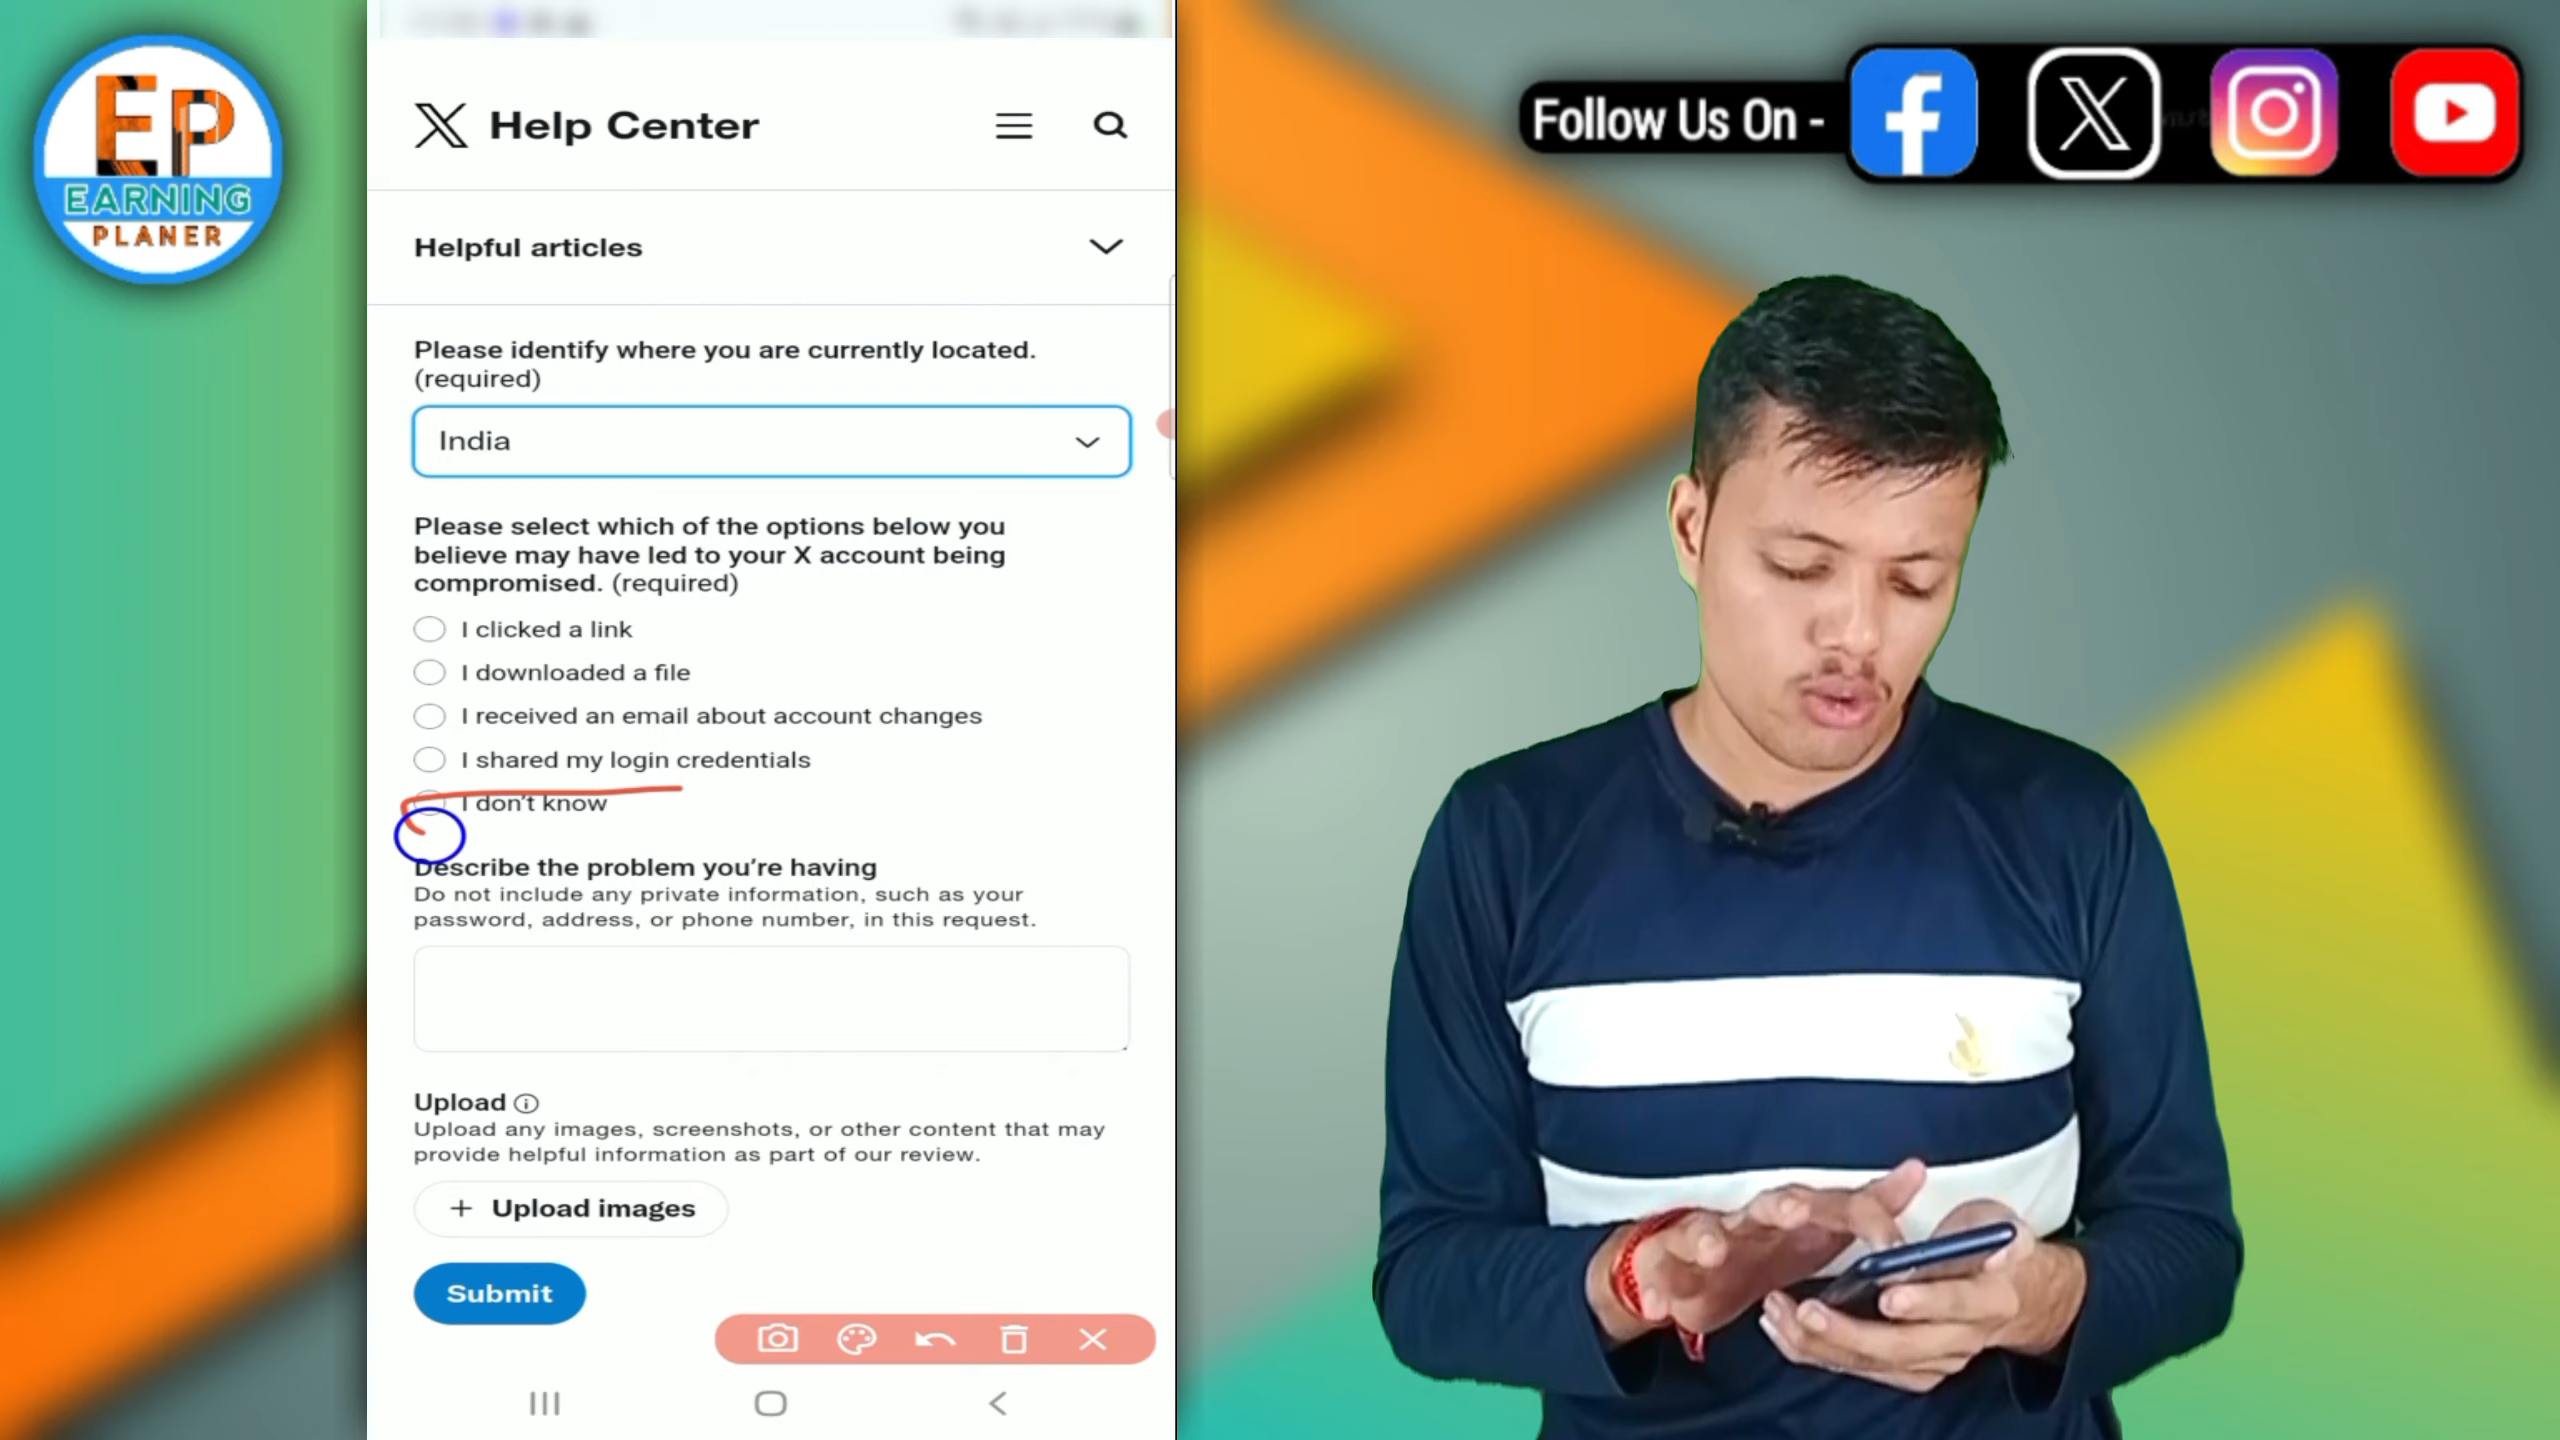 EP
EARNING
PLANER
Follow Us On -
X Help Center
Helpful articles
Please identify where you are currently located.
(required)
India
Please select which of the options below you
believe may have led to your X account being
compromised. (required)
I clicked a link
I downloaded a file
I received an email about account changes
I shared my login credentials
I don't know
Describe the problem you're having
Do not include any private information, such as your
password, address, or phone number, in this request.
Upload
Upload any images, screenshots, or other content that may
provide helpful information as part of our review.
+ Upload images
Submit